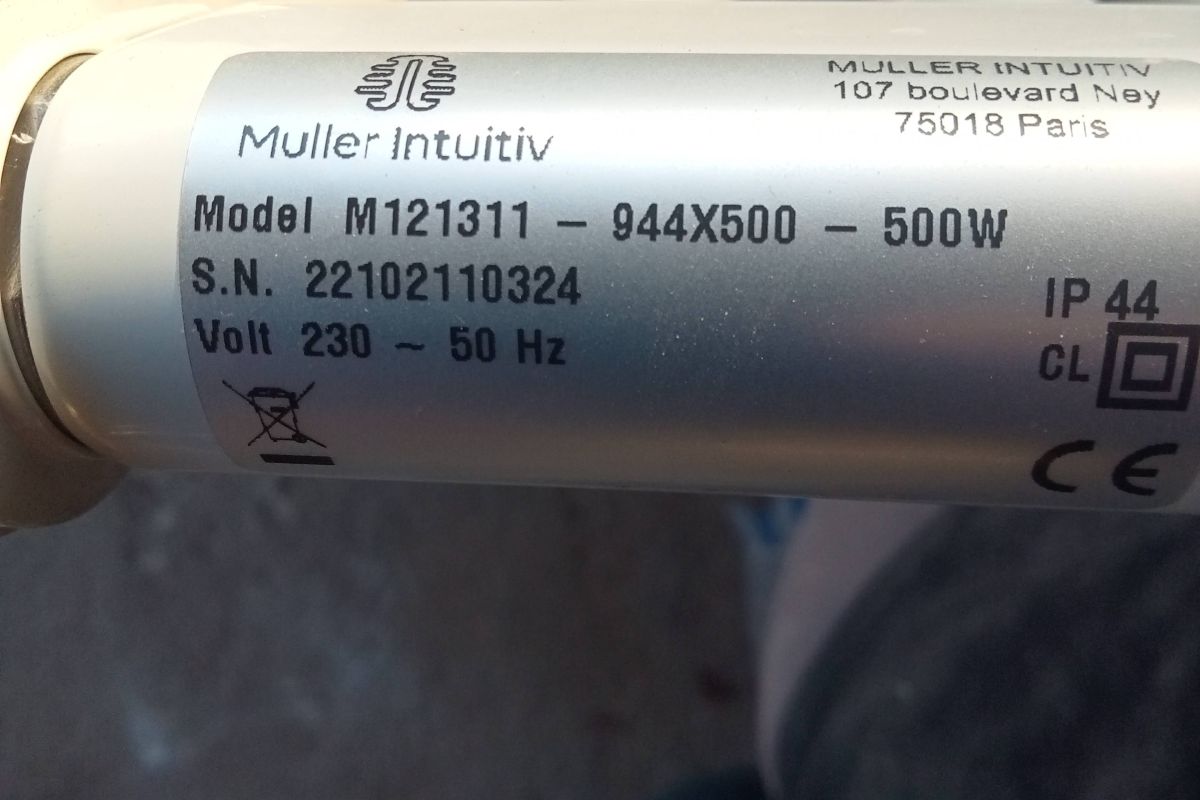 Muller Intuitiv
MULLER INTUITIV
107 boulevard Ney
75018 Paris
Model M121311 – 944X500 – 500W
S.N. 22102110324
Volt 230 ~ 50 Hz
IP 44
CL
CE